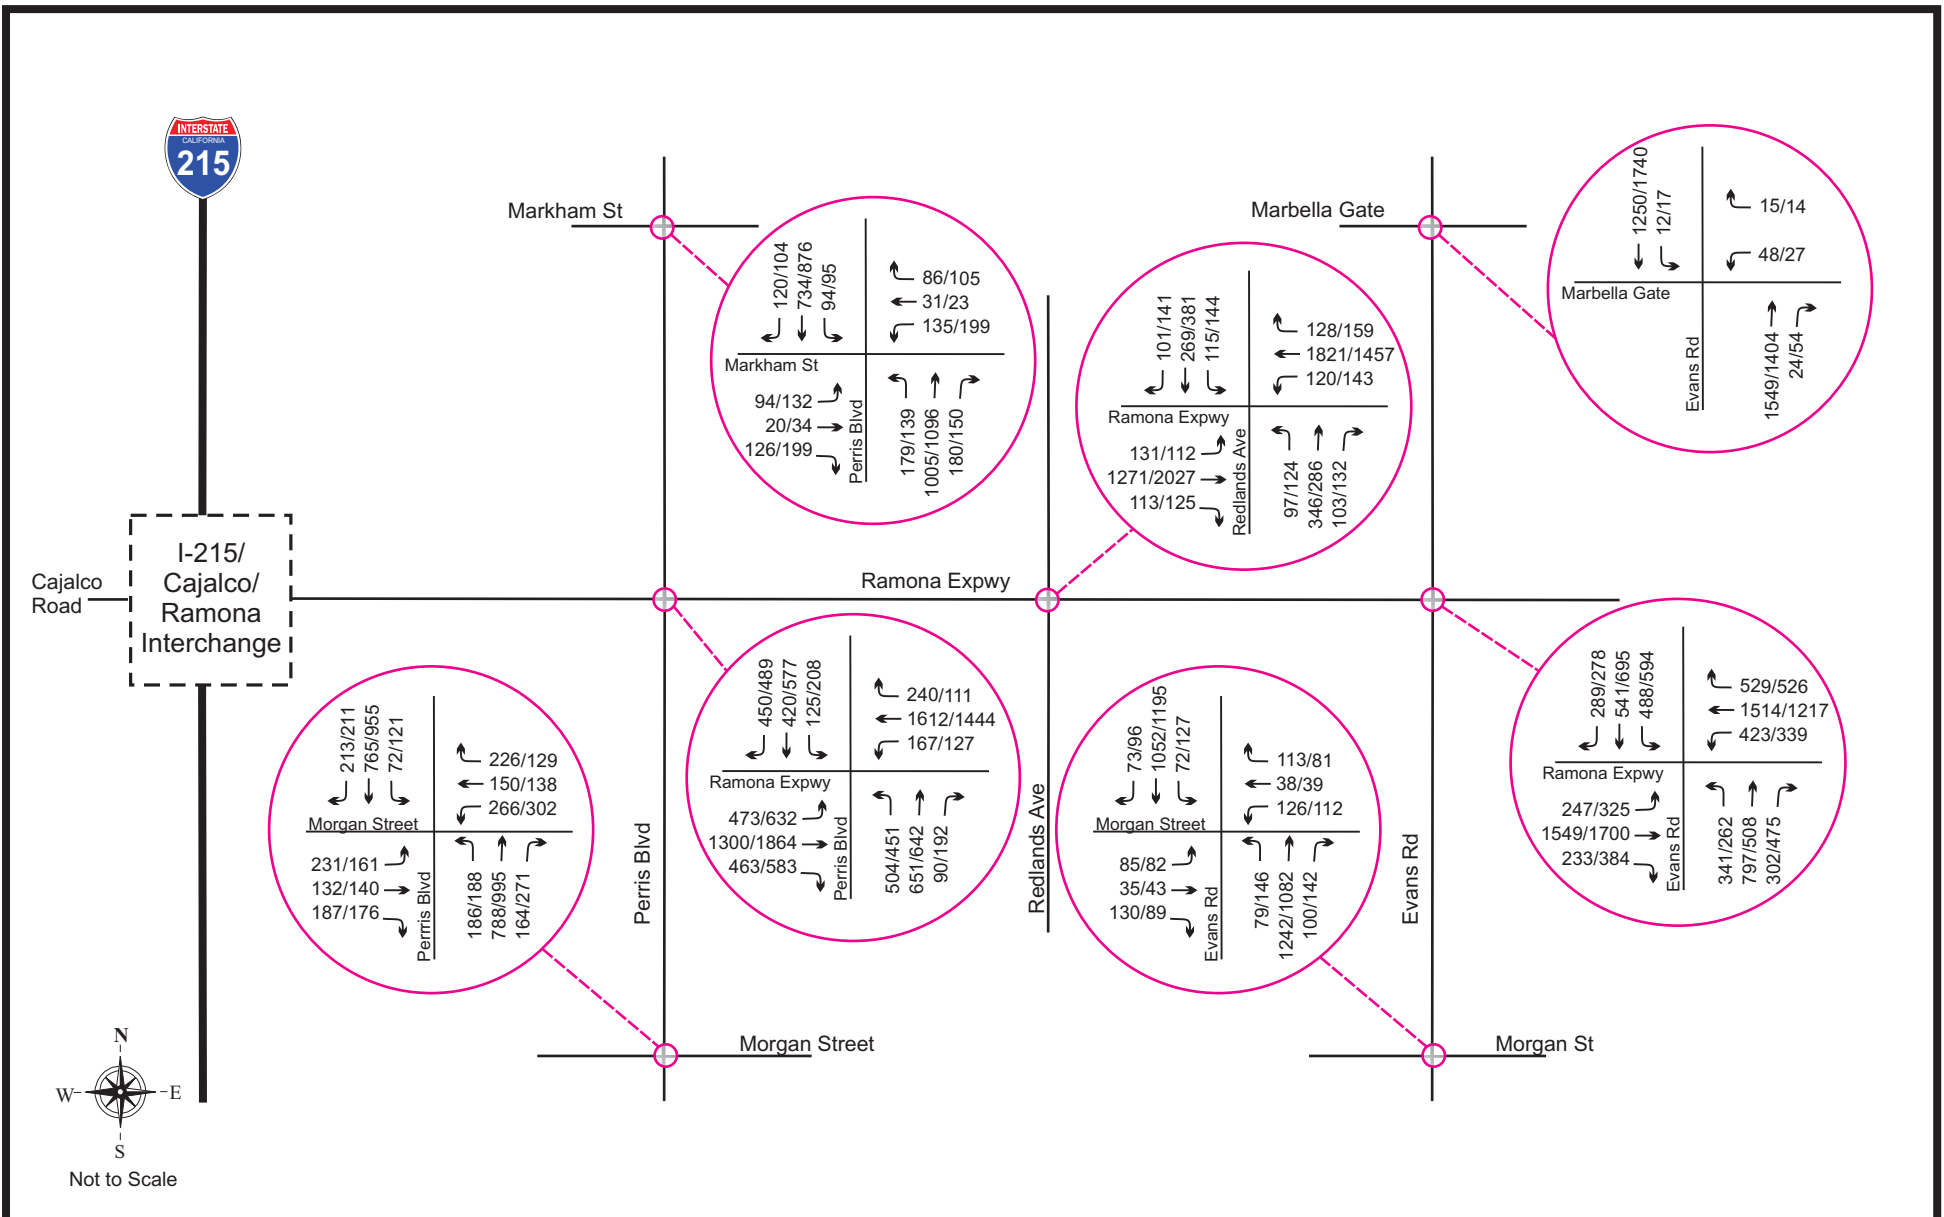 INTERSTATE
CALIFORNIA
215
Markham St
120/104
734/876
94/95
86/105
31/23
135/199
Markham St
94/132
20/34
126/199
Perris Blvd
179/139
1005/1096
180/150
Marbella Gate
1250/1740
12/17
15/14
48/27
Marbella Gate
Evans Rd
1549/1404
24/54
101/141
269/381
115/144
128/159
1821/1457
120/143
Ramona Expwy
131/112
1271/2027
113/125
Redlands Ave
97/124
346/286
103/132
Cajalco
Road
I-215/
Cajalco/
Ramona
Interchange
Ramona Expwy
213/211
765/955
72/121
226/129
150/138
266/302
Morgan Street
231/161
132/140
187/176
Perrris Blvd
186/188
788/995
164/271
450/489
420/577
125/208
240/111
1612/1444
167/127
Ramona Expwy
473/632
1300/1864
463/583
Perris Blvd
504/451
651/642
90/192
73/96
1052/1195
72/127
113/81
38/39
126/112
Morgan Street
85/82
35/43
130/89
Evans Rd
79/146
1242/1082
100/142
289/278
541/695
488/594
529/526
1514/1217
423/339
Ramona Expwy
247/325
1549/1700
233/384
Evans Rd
341/262
797/508
302/475
Perris Blvd
Redlands Ave
Evans Rd
Morgan Street
Morgan St
N
W
E
S
Not to Scale